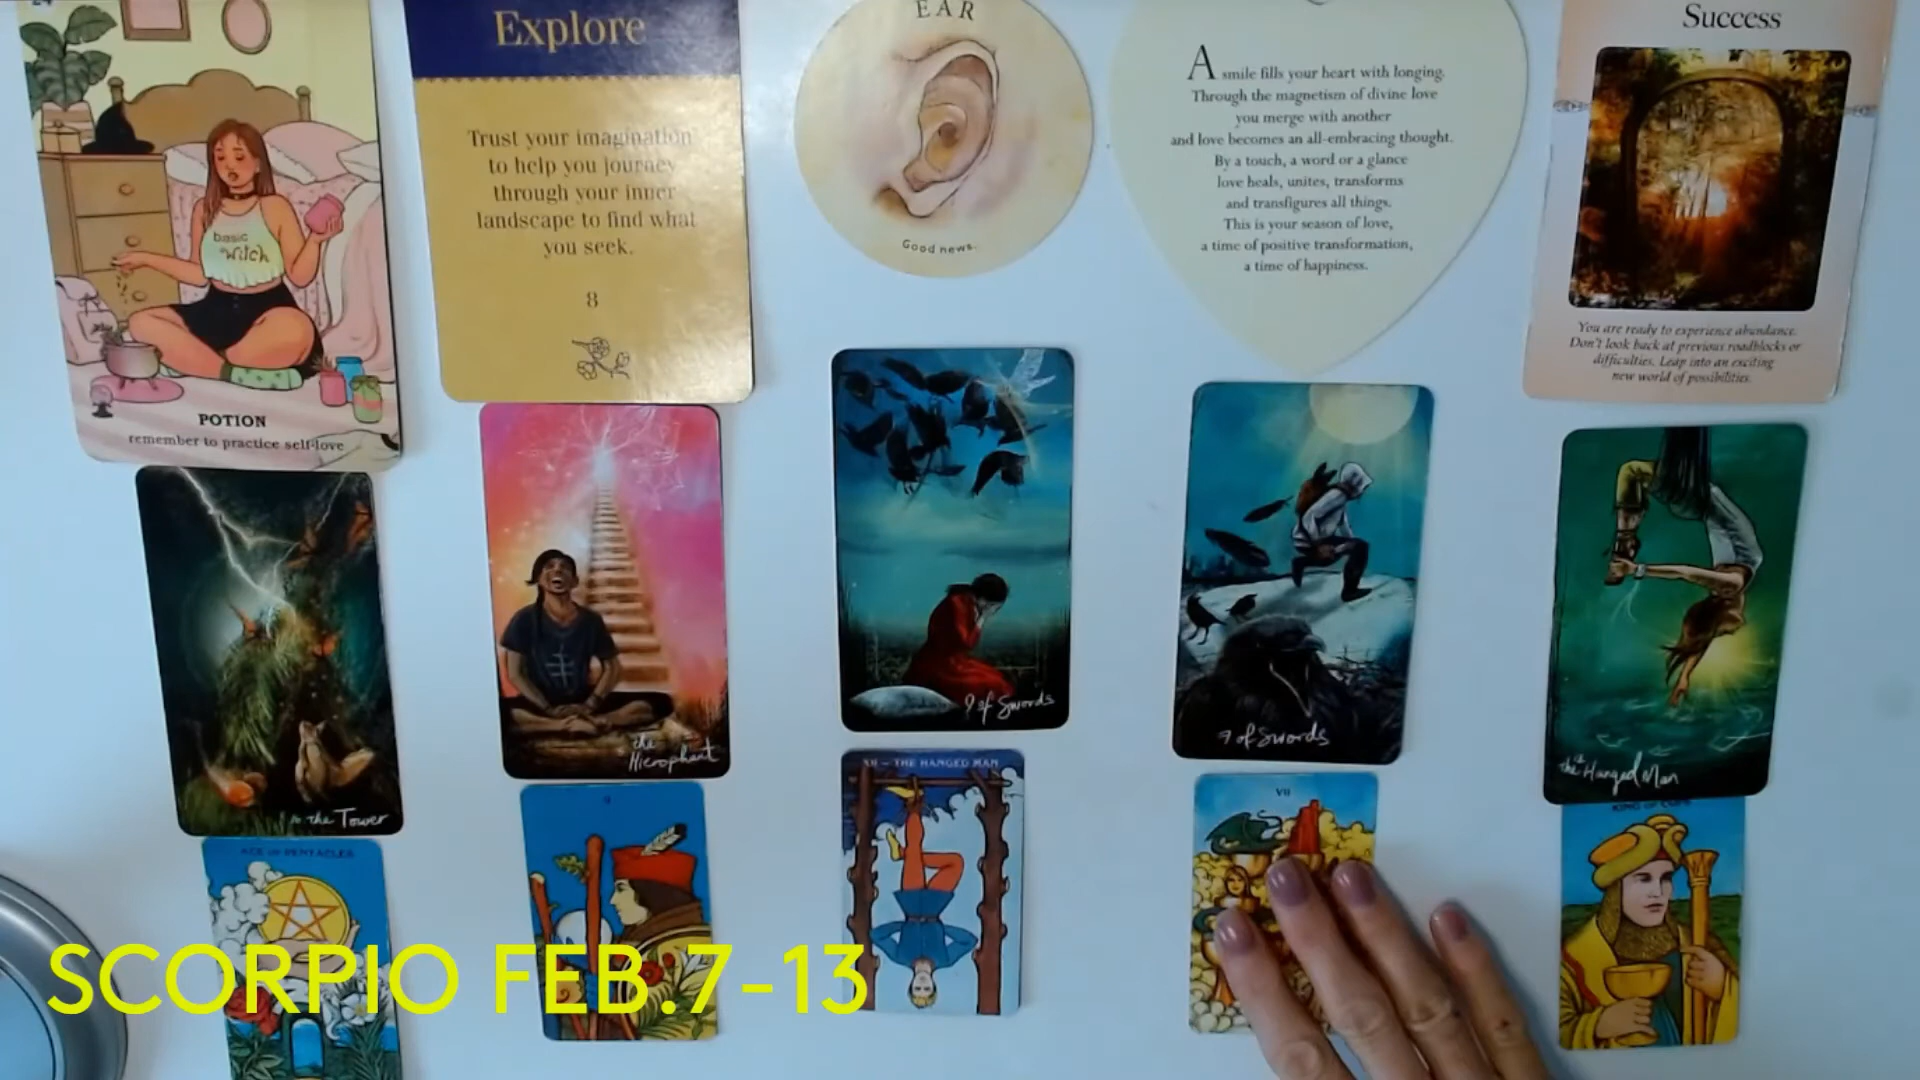 24
basic
Witch
POTION
remember to practice self-love
Explore
Trust your imagination
to help you journey
through your inner
landscape to find what
you seek.
8
EAR
Good news.
A smile fills your heart with longing.
Through the magnetism of divine love
you merge with another
and love becomes an all-embracing thought.
By a touch, a word or a glance
love heals, unites, transforms
and transfigures all things.
This is your season of love,
a time of positive transformation,
a time of happiness.
Success
You are ready to experience abundance.
Don't look back at previous roadblocks or
difficulties. Leap into an exciting
new world of possibilities.
the Tower
the
Hierophant
9 of Swords
7 of Swords
the Hanged Man
ACE OF PENTACLES
XII — THE HANGED MAN
VII
KING OF CUPS
SCORPIO FEB.7-13